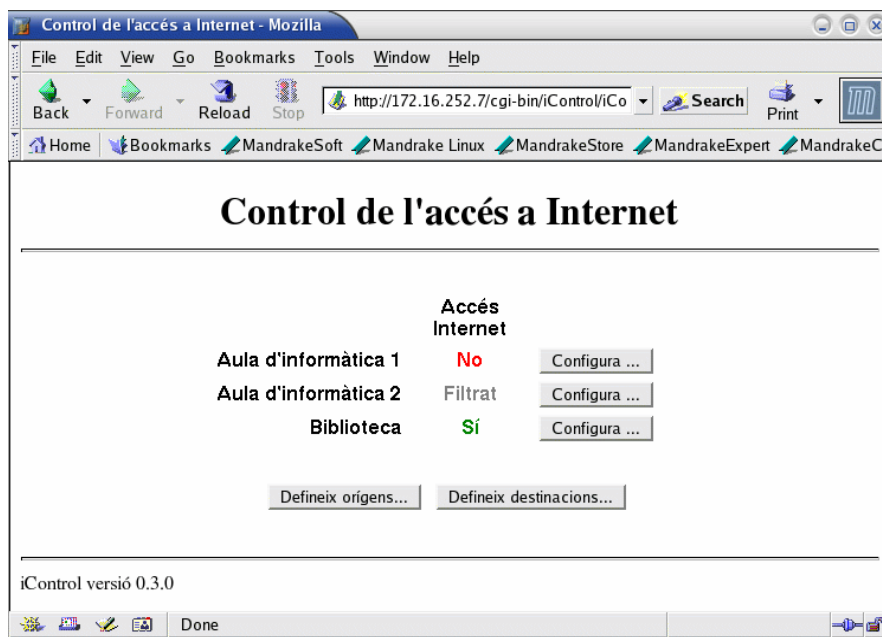 Control de l'accés a Internet - Mozilla
File Edit View Go Bookmarks Tools Window Help
Back Forward Reload Stop http://172.16.252.7/cgi-bin/iControl/iCo Search Print
Home Bookmarks MandrakeSoft Mandrake Linux MandrakeStore MandrakeExpert MandrakeC
Control de l'accés a Internet
Accés
Internet
Aula d'informàtica 1 No Configura ...
Aula d'informàtica 2 Filtrat Configura ...
Biblioteca Sí Configura ...
Defineix orígens... Defineix destinacions...
iControl versió 0.3.0
Done